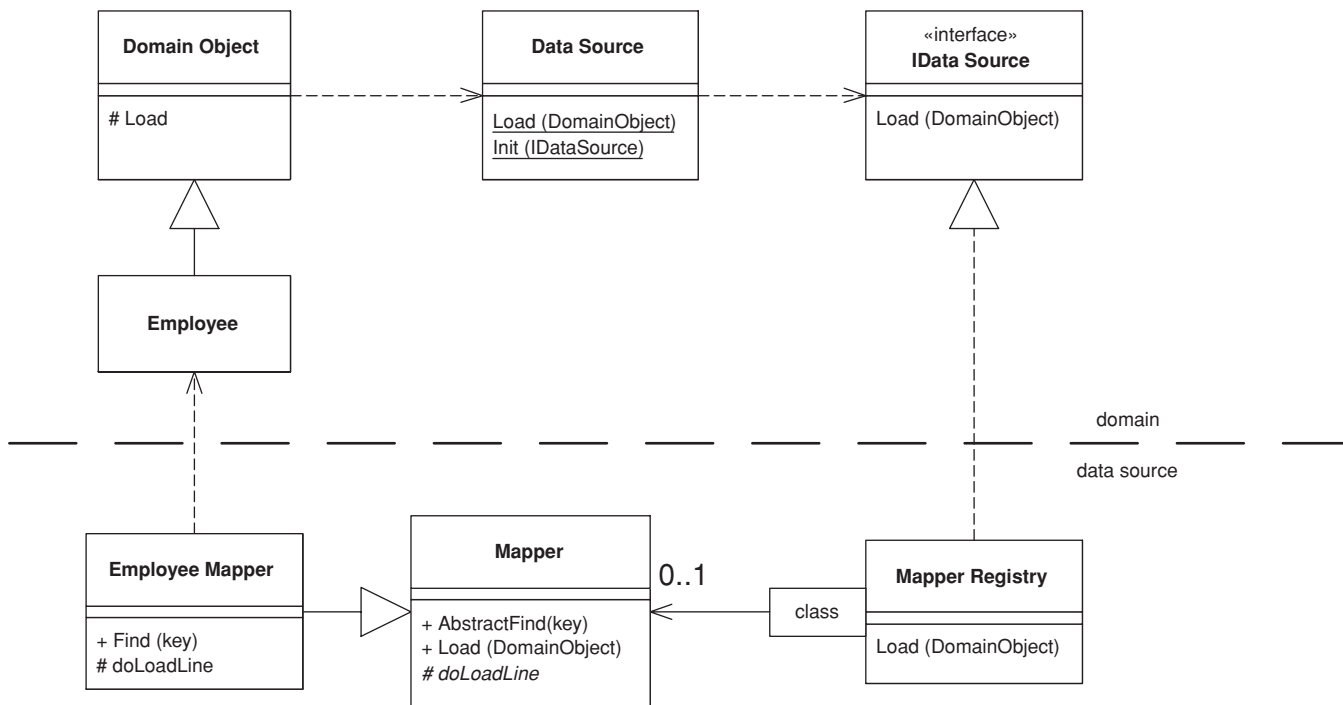 Domain Object
# Load
Data Source
Load (DomainObject)
Init (IDataSource)
«interface»
IData Source
Load (DomainObject)
Employee
domain
data source
Employee Mapper
+ Find (key)
# doLoadLine
Mapper
+ AbstractFind(key)
+ Load (DomainObject)
# doLoadLine
0..1
class
Mapper Registry
Load (DomainObject)